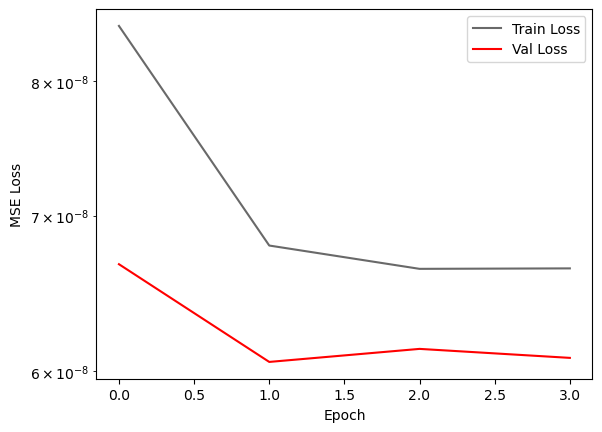 Train Loss
Val Loss
8 × 10⁻⁸
7 × 10⁻⁸
6 × 10⁻⁸
MSE Loss
0.0 0.5 1.0 1.5 2.0 2.5 3.0
Epoch